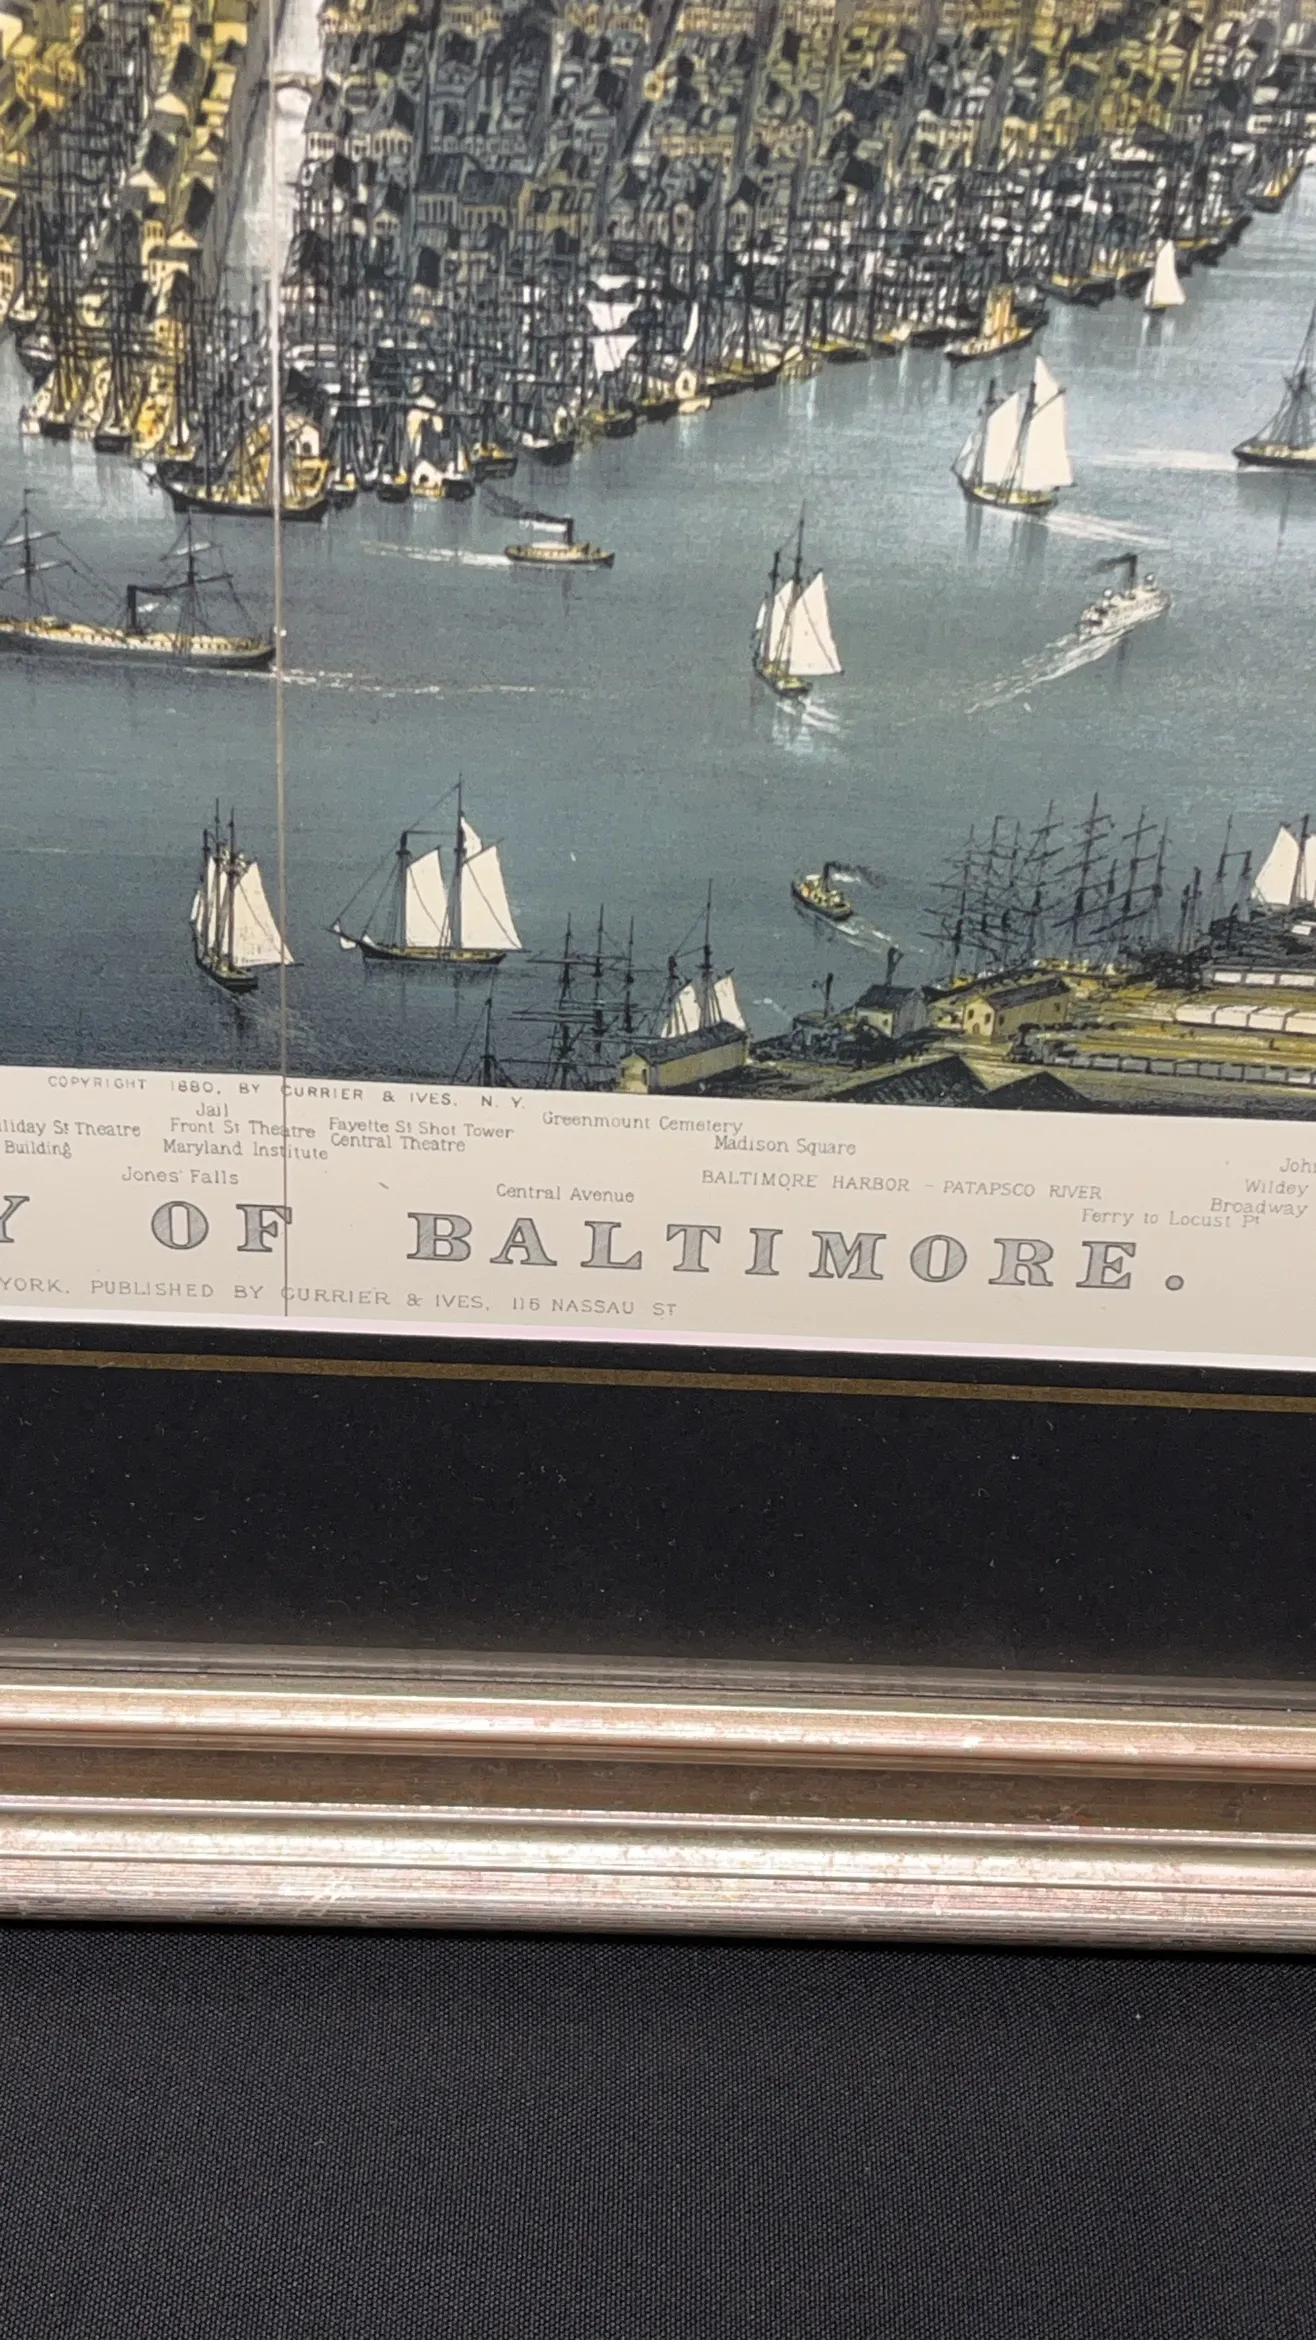 COPYRIGHT 1880, BY CURRIER & IVES, N. Y.
Jail
Greenmount Cemetery
lliday St Theatre Front St Theatre Fayette St Shot Tower
Building Maryland Institute Central Theatre Madison Square
Jones' Falls BALTIMORE HARBOR - PATAPSCO RIVER Wildey
Central Avenue Broadway
Ferry to Locust Pt
Y OF BALTIMORE.
YORK. PUBLISHED BY CURRIER & IVES, 115 NASSAU ST